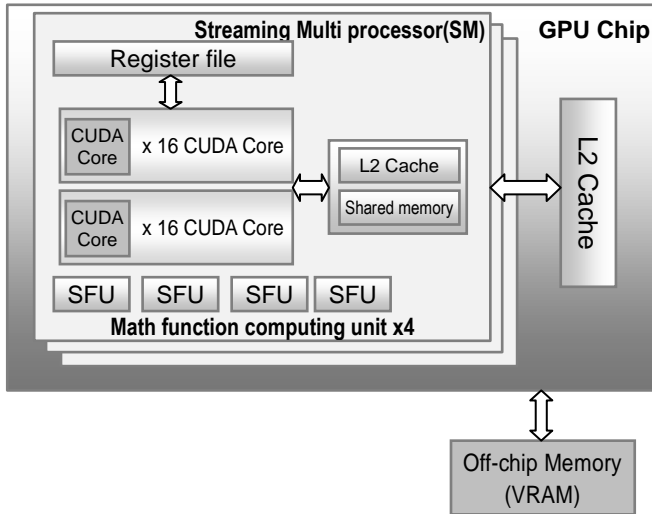 Streaming Multi processor(SM)
GPU Chip
Register file
CUDA
Core
x 16 CUDA Core
CUDA
Core
x 16 CUDA Core
L2 Cache
Shared memory
L2 Cache
SFU
SFU
SFU
SFU
Math function computing unit x4
Off-chip Memory
(VRAM)